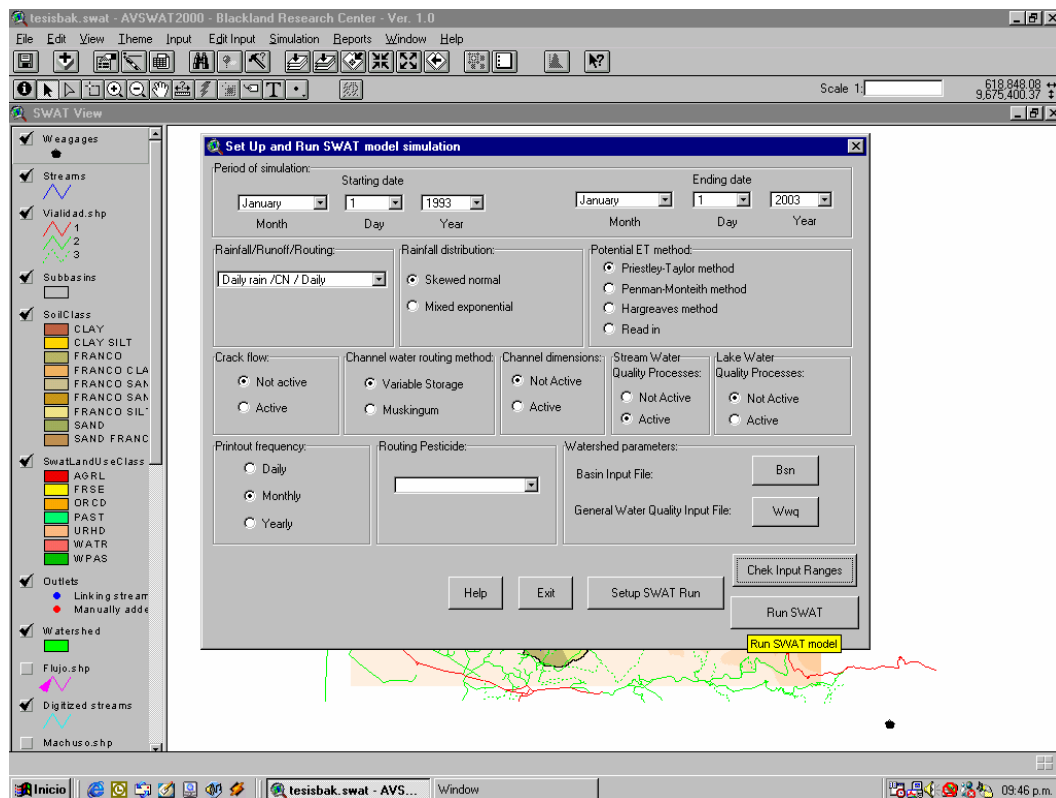 tesisbak.swat - AVSWAT2000 - Blackland Research Center - Ver. 1.0
File Edit View Theme Input Edit Input Simulation Reports Window Help
Scale 1:
618,848.08
9,675,400.37
SWAT View
Weagages
Streams
Vialidad.shp
1
2
3
Subbasins
SoilClass
CLAY
CLAY SILT
FRANCO
FRANCO CLA
FRANCO SAN
FRANCO SAN
FRANCO SIL
SAND
SAND FRANC
SwatLandUseClass
AGRL
FRSE
ORCD
PAST
URHD
WATR
WPAS
Outlets
Linking stream
Manually adde
Watershed
Flujo.shp
Digitized streams
Machuso.shp
Set Up and Run SWAT model simulation
Period of simulation:
Starting date
January 1 1993
Month Day Year
Ending date
January 1 2003
Month Day Year
Rainfall/Runoff/Routing:
Daily rain /CN / Daily
Rainfall distribution:
Skewed normal
Mixed exponential
Potential ET method:
Priestley-Taylor method
Penman-Monteith method
Hargreaves method
Read in
Crack flow:
Not active
Active
Channel water routing method:
Variable Storage
Muskingum
Channel dimensions:
Not Active
Active
Stream Water
Quality Processes:
Not Active
Active
Lake Water
Quality Processes:
Not Active
Active
Printout frequency:
Daily
Monthly
Yearly
Routing Pesticide:
Watershed parameters:
Basin Input File:
Bsn
General Water Quality Input File:
Wwq
Chek Input Ranges
Help
Exit
Setup SWAT Run
Run SWAT
Run SWAT model
Inicio
tesisbak.swat - AVS...
Window
09:46 p.m.